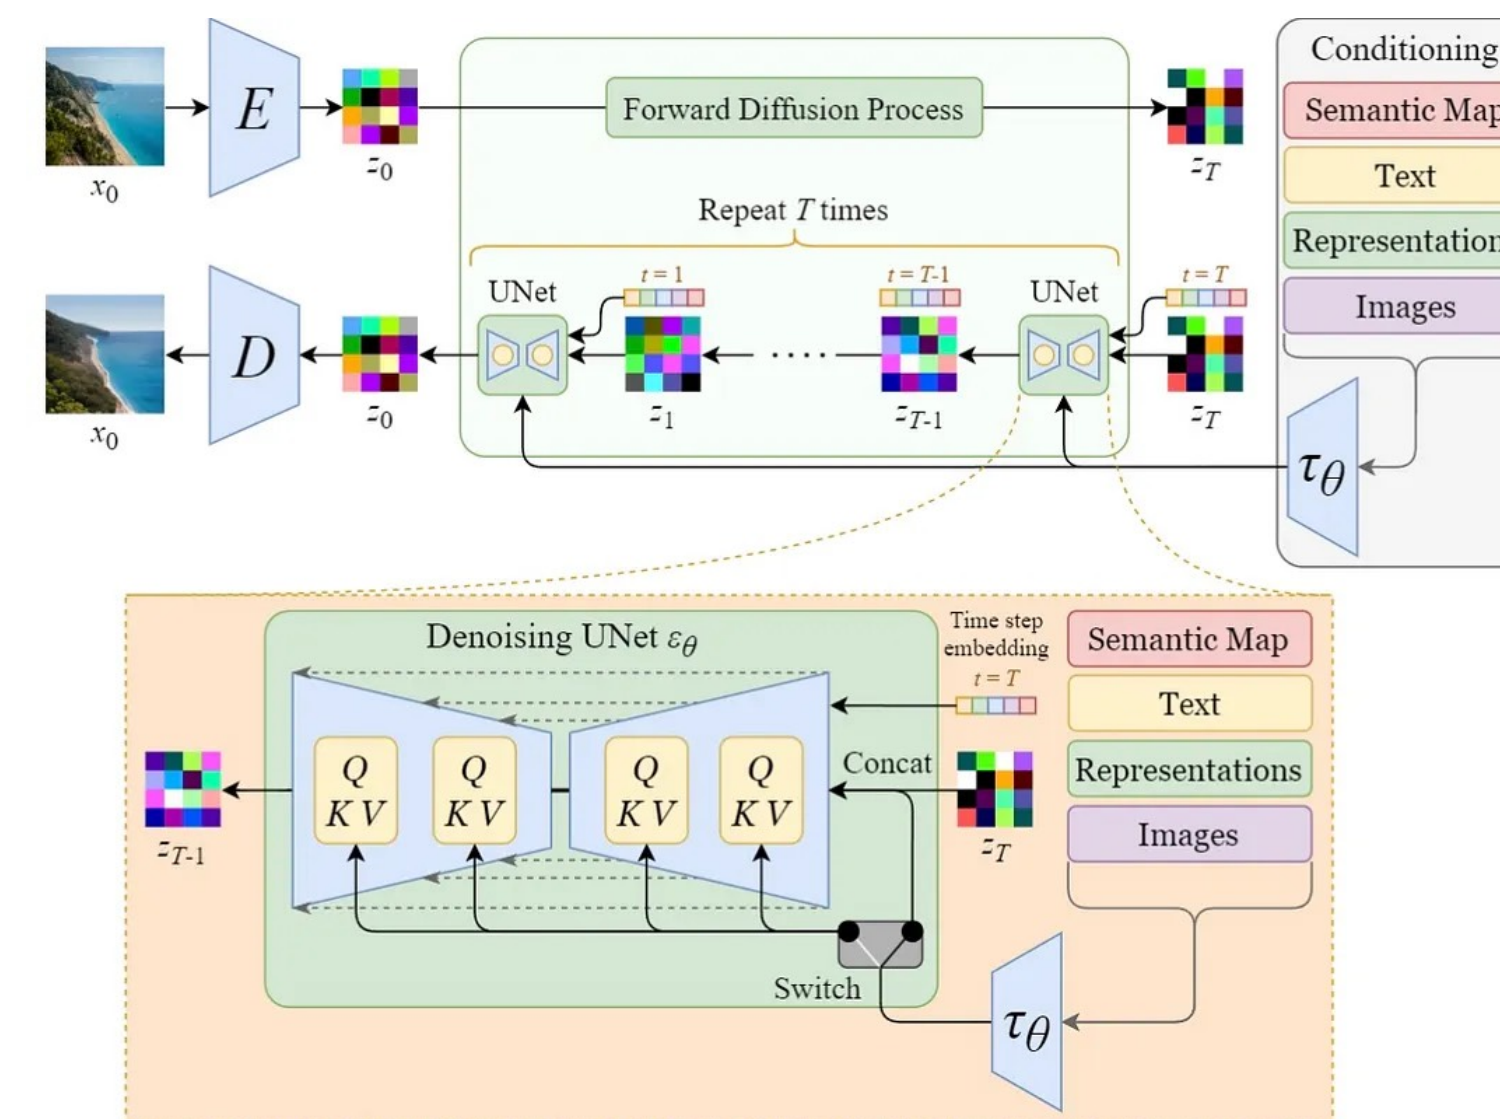 E
Forward Diffusion Process
x0
z0
zT
Repeat T times
Conditioning
Semantic Map
Text
Representation
Images
UNet
t = 1
t = T-1
UNet
t = T
D
x0
z0
z1
zT-1
zT
τθ
Denoising UNet εθ
Time step
embedding
t = T
Semantic Map
Text
Representations
Images
Q
K V
Q
K V
Q
K V
Q
K V
Concat
zT-1
zT
Switch
τθ